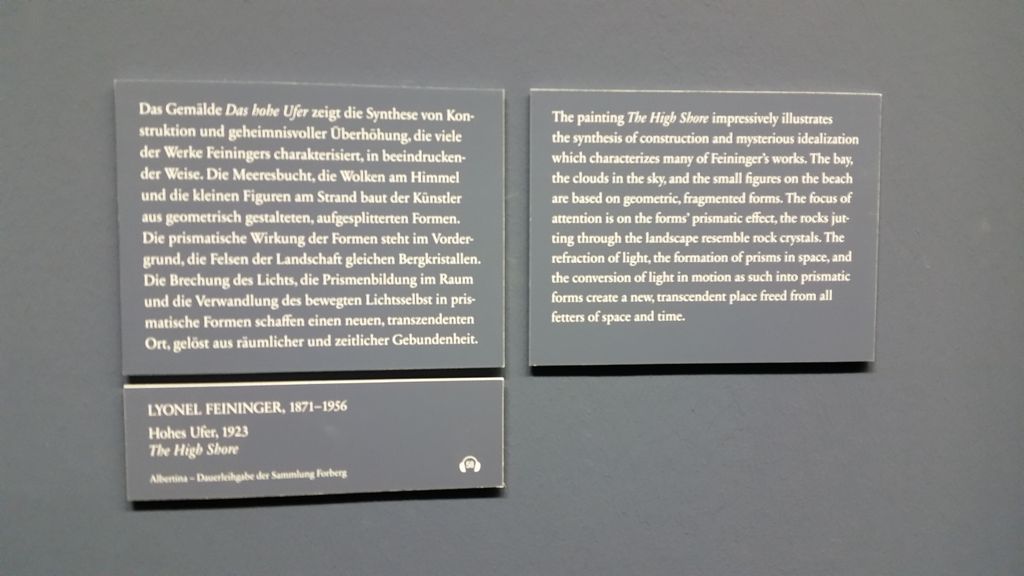 Das Gemälde Das hohe Ufer zeigt die Synthese von Kon-
struktion und geheimnisvoller Überhöhung, die viele
der Werke Feiningers charakterisiert, in beeindrucken-
der Weise. Die Meeresbucht, die Wolken am Himmel
und die kleinen Figuren am Strand baut der Künstler
aus geometrisch gestalteten, aufgesplitterten Formen.
Die prismatische Wirkung der Formen steht im Vorder-
grund, die Felsen der Landschaft gleichen Bergkristallen.
Die Brechung des Lichts, die Prismenbildung im Raum
und die Verwandlung des bewegten Lichtsselbst in pris-
matische Formen schaffen einen neuen, transzendenten
Ort, gelöst aus räumlicher und zeitlicher Gebundenheit.
LYONEL FEININGER, 1871–1956
Hohes Ufer, 1923
The High Shore
Albertina – Dauerleihgabe der Sammlung Forberg
The painting The High Shore impressively illustrates
the synthesis of construction and mysterious idealization
which characterizes many of Feininger's works. The bay,
the clouds in the sky, and the small figures on the beach
are based on geometric, fragmented forms. The focus of
attention is on the forms' prismatic effect, the rocks jut-
ting through the landscape resemble rock crystals. The
refraction of light, the formation of prisms in space, and
the conversion of light in motion as such into prismatic
forms create a new, transcendent place freed from all
fetters of space and time.